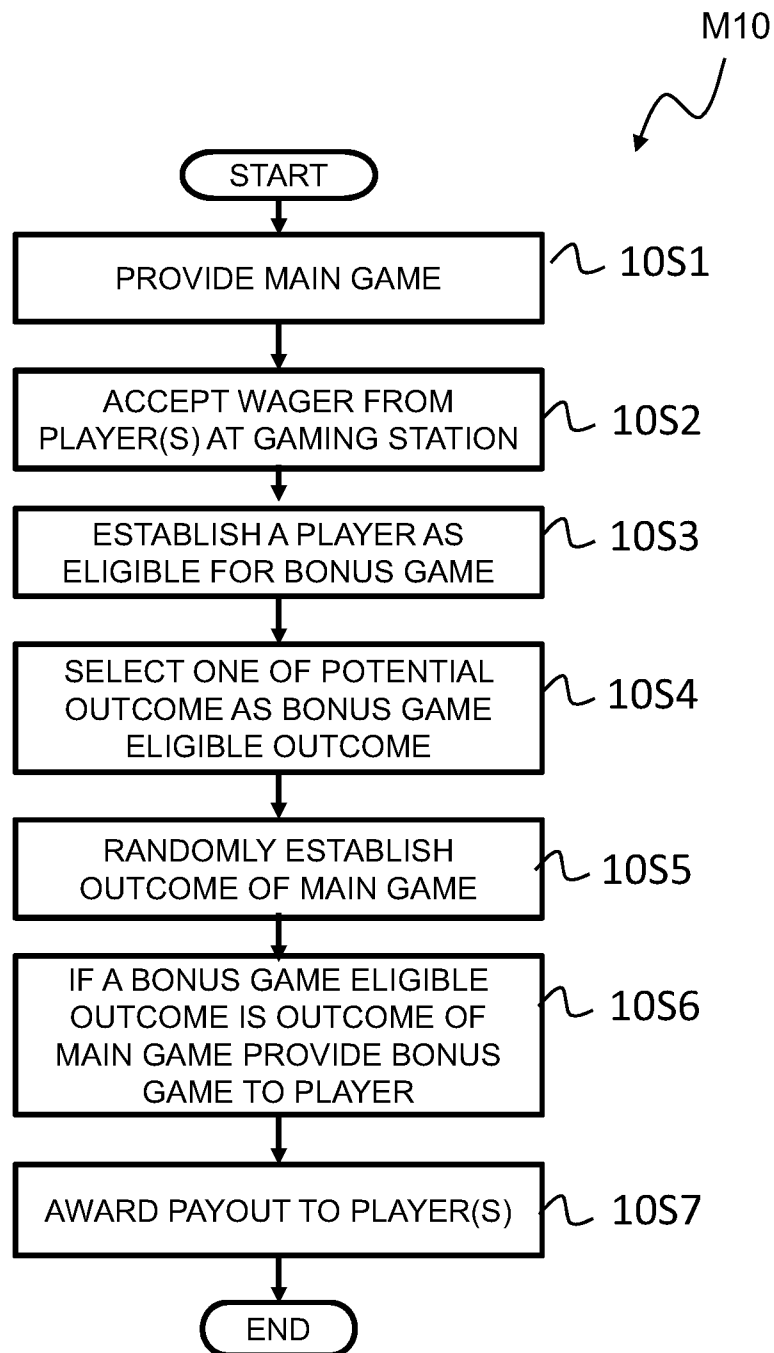 M10
START
PROVIDE MAIN GAME
10S1
ACCEPT WAGER FROM
PLAYER(S) AT GAMING STATION
10S2
ESTABLISH A PLAYER AS
ELIGIBLE FOR BONUS GAME
10S3
SELECT ONE OF POTENTIAL
OUTCOME AS BONUS GAME
ELIGIBLE OUTCOME
10S4
RANDOMLY ESTABLISH
OUTCOME OF MAIN GAME
10S5
IF A BONUS GAME ELIGIBLE
OUTCOME IS OUTCOME OF
MAIN GAME PROVIDE BONUS
GAME TO PLAYER
10S6
AWARD PAYOUT TO PLAYER(S)
10S7
END